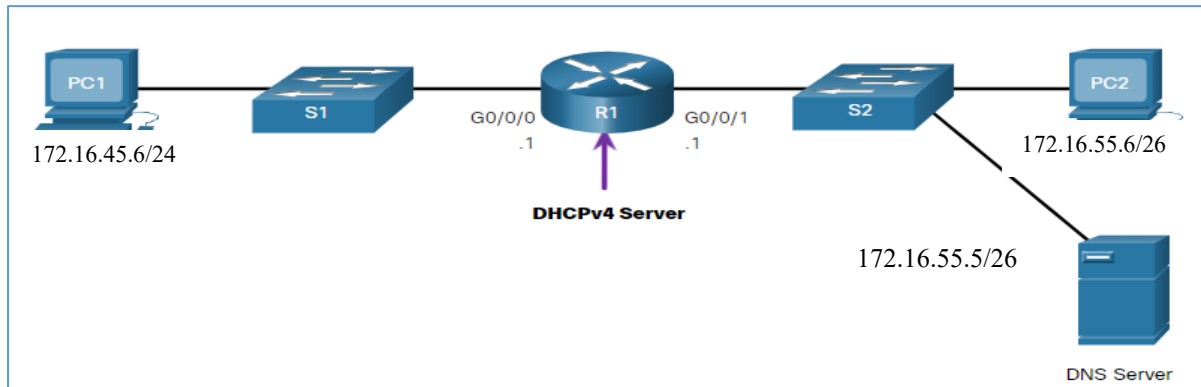 PC1
S1
G0/0/0
.1
R1
G0/0/1
.1
S2
PC2
172.16.45.6/24
172.16.55.6/26
DHCPv4 Server
172.16.55.5/26
DNS Server